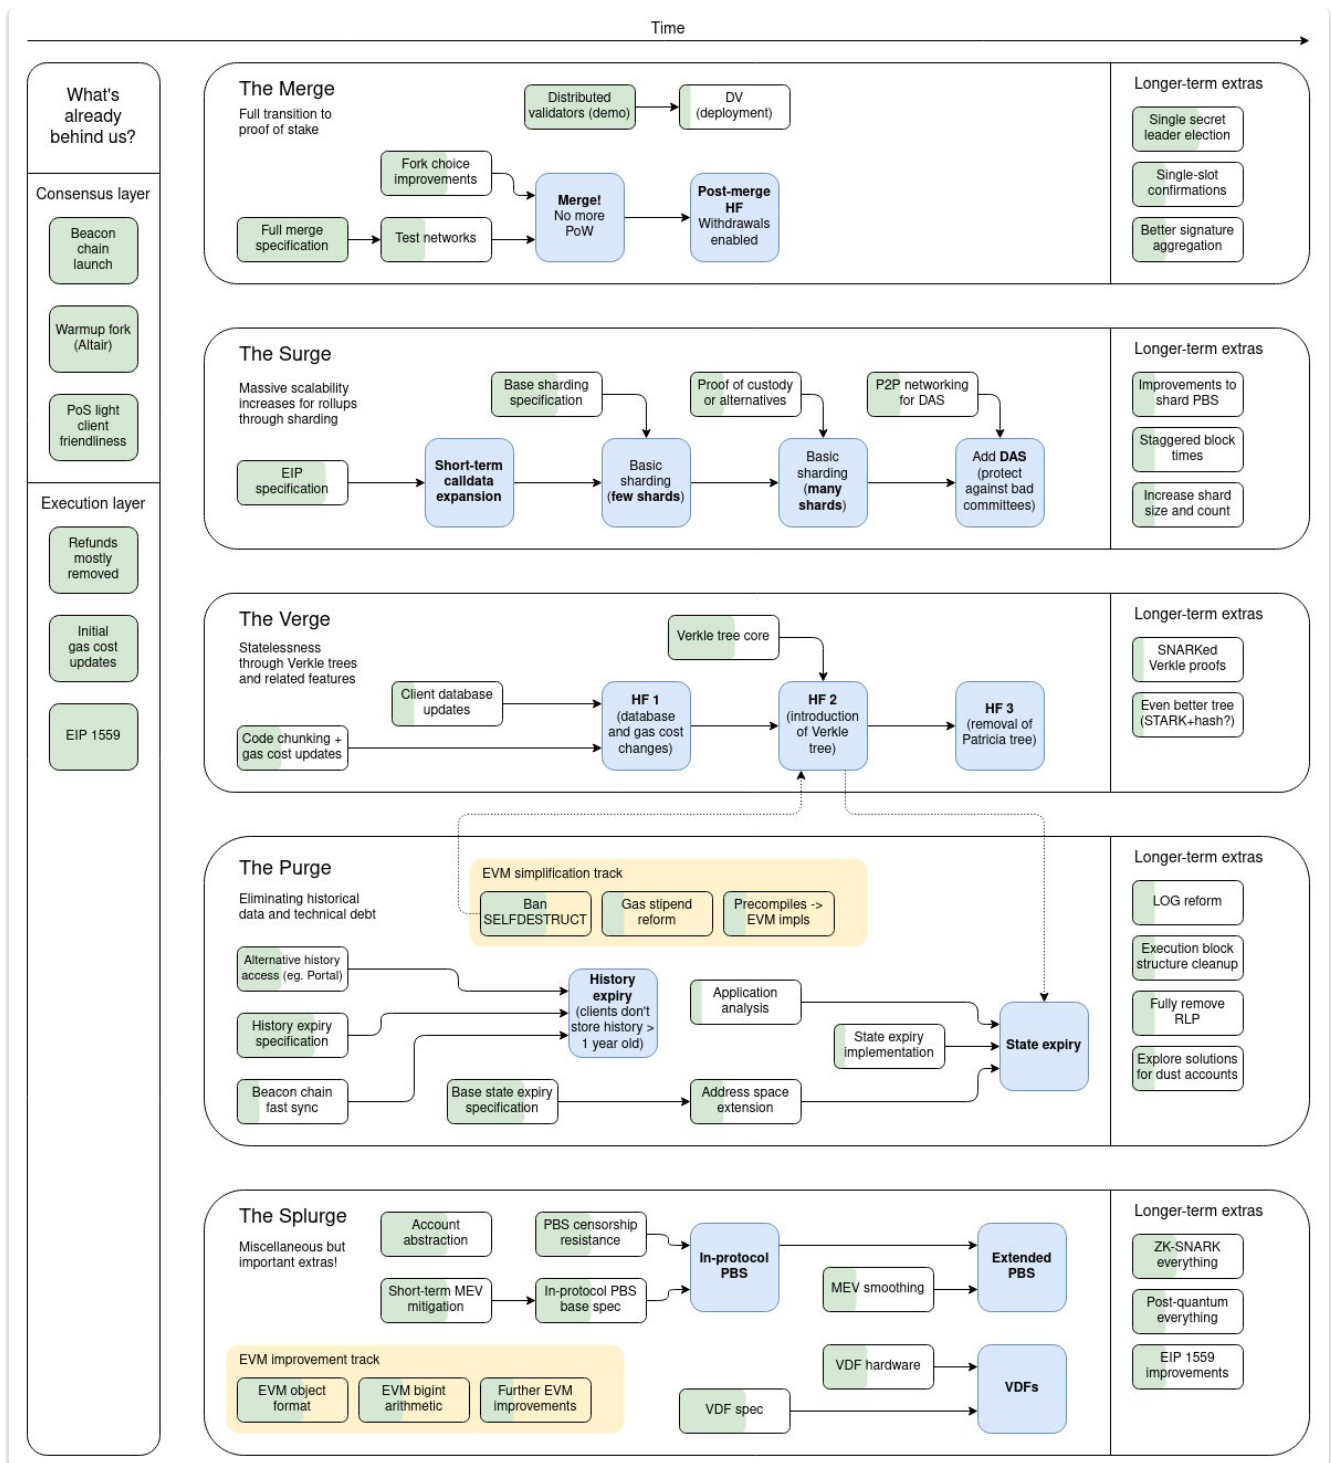 Time
What's
already
behind us?
Consensus layer
Beacon
chain
launch
Warmup fork
(Altair)
PoS light
client
friendliness
Execution layer
Refunds
mostly
removed
Initial
gas cost
updates
EIP 1559
The Merge
Full transition to
proof of stake
Distributed
validators (demo)
DV
(deployment)
Fork choice
improvements
Full merge
specification
Test networks
Merge!
No more
PoW
Post-merge
HF
Withdrawals
enabled
Longer-term extras
Single secret
leader election
Single-slot
confirmations
Better signature
aggregation
The Surge
Massive scalability
increases for rollups
through sharding
Base sharding
specification
Proof of custody
or alternatives
P2P networking
for DAS
EIP
specification
Short-term
calldata
expansion
Basic
sharding
(few shards)
Basic
sharding
(many
shards)
Add DAS
(protect
against bad
committees)
Longer-term extras
Improvements to
shard PBS
Staggered block
times
Increase shard
size and count
The Verge
Statelessness
through Verkle trees
and related features
Verkle tree core
Client database
updates
Code chunking +
gas cost updates
HF 1
(database
and gas cost
changes)
HF 2
(introduction
of Verkle
tree)
HF 3
(removal of
Patricia tree)
Longer-term extras
SNARKed
Verkle proofs
Even better tree
(STARK+hash?)
The Purge
Eliminating historical
data and technical debt
EVM simplification track
Ban
SELFDESTRUCT
Gas stipend
reform
Precompiles ->
EVM impls
Alternative history
access (eg. Portal)
History expiry
specification
Beacon chain
fast sync
History
expiry
(clients don't
store history >
1 year old)
Application
analysis
State expiry
implementation
Base state expiry
specification
Address space
extension
State expiry
Longer-term extras
LOG reform
Execution block
structure cleanup
Fully remove
RLP
Explore solutions
for dust accounts
The Splurge
Miscellaneous but
important extras!
Account
abstraction
PBS censorship
resistance
Short-term MEV
mitigation
In-protocol PBS
base spec
In-protocol
PBS
MEV smoothing
Extended
PBS
EVM improvement track
EVM object
format
EVM bigint
arithmetic
Further EVM
improvements
VDF hardware
VDF spec
VDFs
Longer-term extras
ZK-SNARK
everything
Post-quantum
everything
EIP 1559
improvements